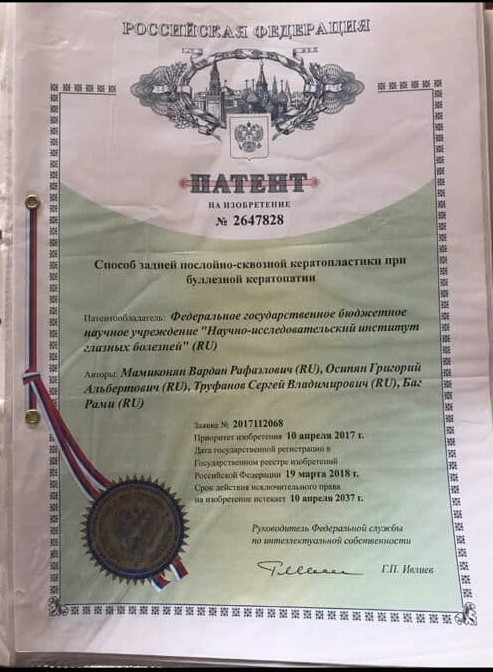 РОССИЙСКАЯ ФЕДЕРАЦИЯ
ПАТЕНТ
НА ИЗОБРЕТЕНИЕ
№ 2647828
Способ задней послойно-сквозной кератопластики при
буллезной кератопатии
Патентообладатель: Федеральное государственное бюджетное
научное учреждение "Научно-исследовательский институт
глазных болезней" (RU)
Авторы: Мамиконян Вардан Рафаэлович (RU), Осипян Григорий
Альбертович (RU), Труфанов Сергей Владимирович (RU), Баг
Рами (RU)
Заявка № 2017112068
Приоритет изобретения 10 апреля 2017 г.
Дата государственной регистрации в
Государственном реестре изобретений
Российской Федерации 19 марта 2018 г.
Срок действия исключительного права
на изобретение истекает 10 апреля 2037 г.
Руководитель Федеральной службы
по интеллектуальной собственности
Г.П. Ивлиев